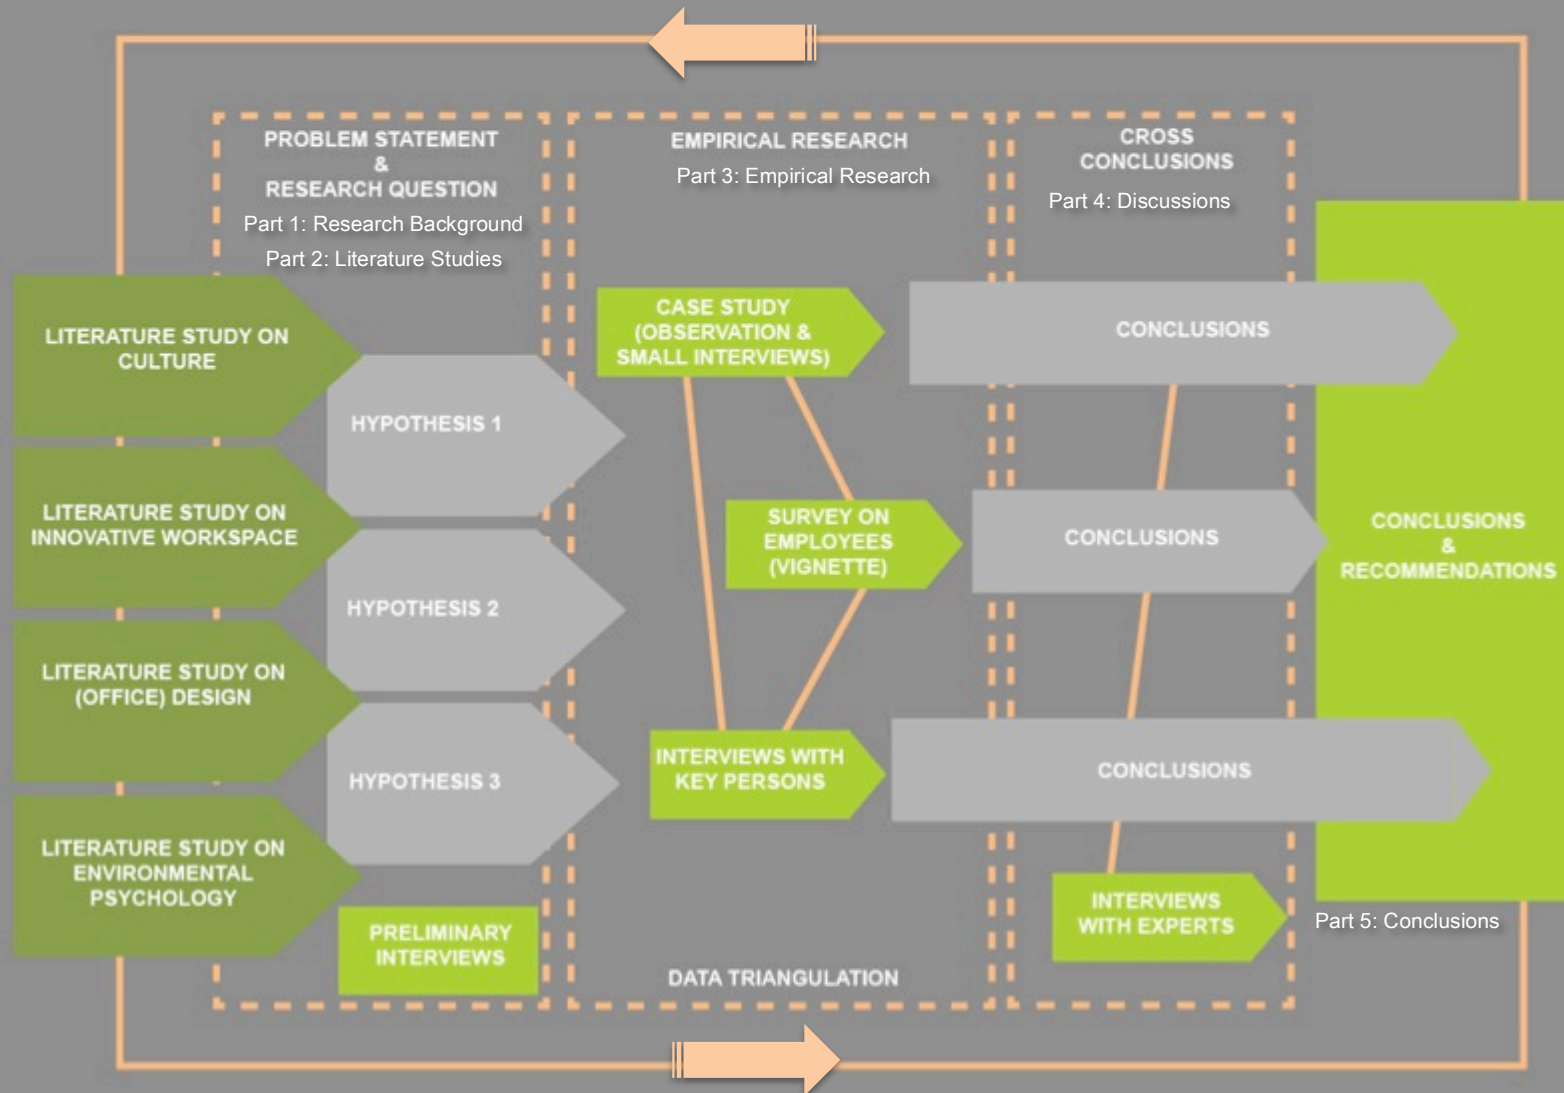 PROBLEM STATEMENT
&
RESEARCH QUESTION
Part 1: Research Background
Part 2: Literature Studies
EMPIRICAL RESEARCH
Part 3: Empirical Research
CROSS
CONCLUSIONS
Part 4: Discussions
LITERATURE STUDY ON
CULTURE
LITERATURE STUDY ON
INNOVATIVE WORKSPACE
LITERATURE STUDY ON
(OFFICE) DESIGN
LITERATURE STUDY ON
ENVIRONMENTAL
PSYCHOLOGY
HYPOTHESIS 1
HYPOTHESIS 2
HYPOTHESIS 3
PRELIMINARY
INTERVIEWS
CASE STUDY
(OBSERVATION &
SMALL INTERVIEWS)
SURVEY ON
EMPLOYEES
(VIGNETTE)
INTERVIEWS WITH
KEY PERSONS
DATA TRIANGULATION
CONCLUSIONS
CONCLUSIONS
CONCLUSIONS
INTERVIEWS
WITH EXPERTS
CONCLUSIONS
&
RECOMMENDATIONS
Part 5: Conclusions